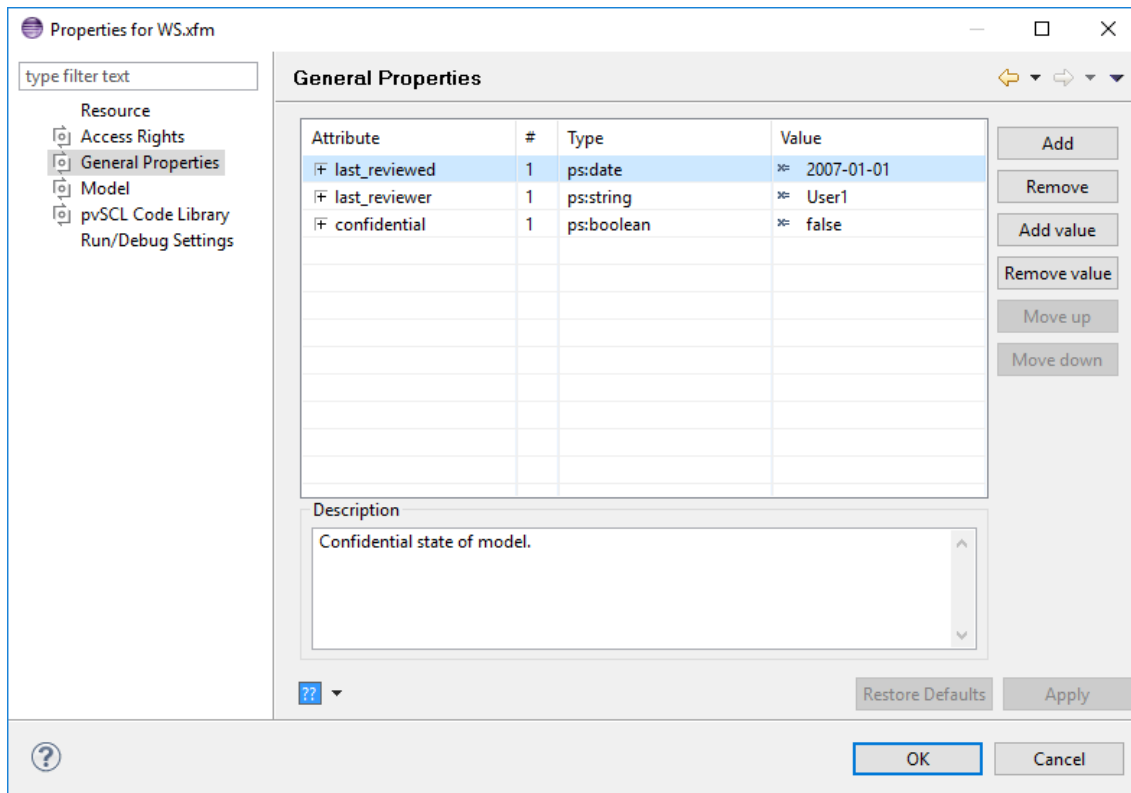 Properties for WS.xfm
type filter text
Resource
Access Rights
General Properties
Model
pvSCL Code Library
Run/Debug Settings
General Properties
Attribute # Type Value
last_reviewed 1 ps:date 2007-01-01
last_reviewer 1 ps:string User1
confidential 1 ps:boolean false
Add
Remove
Add value
Remove value
Move up
Move down
Description
Confidential state of model.
??
Restore Defaults Apply
? OK Cancel